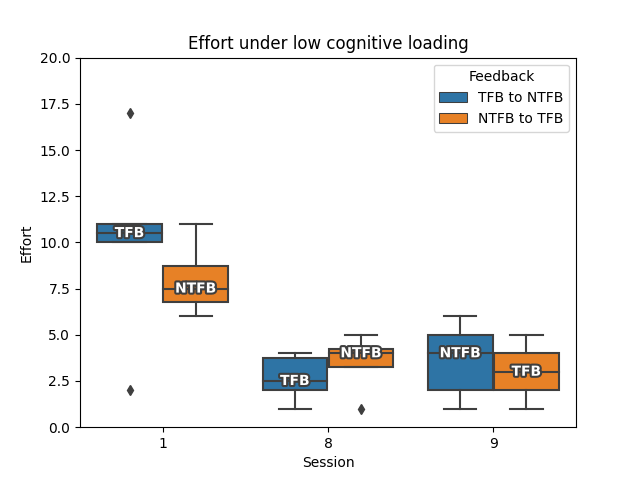 Effort under low cognitive loading
Feedback
TFB to NTFB
NTFB to TFB
Effort
20.0
17.5
15.0
12.5
10.0
7.5
5.0
2.5
0.0
TFB
NTFB
TFB
NTFB
NTFB
TFB
1
8
9
Session